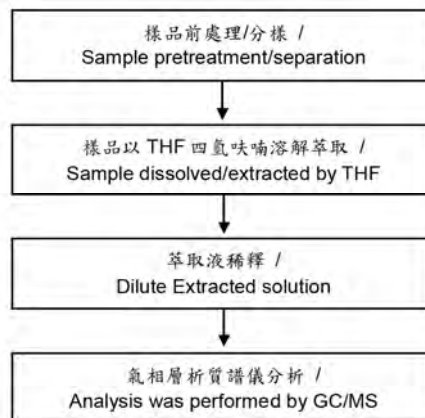 樣品前處理/分樣 /
Sample pretreatment/separation
樣品以 THF 四氫呋喃溶解萃取 /
Sample dissolved/extracted by THF
萃取液稀釋 /
Dilute Extracted solution
氣相層析質譜儀分析 /
Analysis was performed by GC/MS